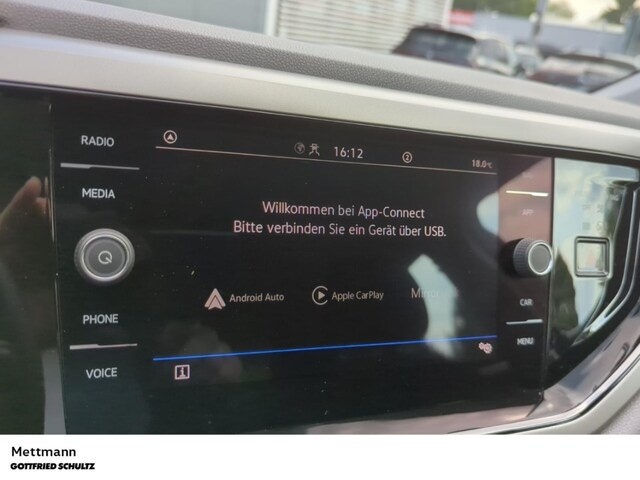 RADIO
MEDIA
PHONE
VOICE
16:12
2
18.0°C
Willkommen bei App-Connect
Bitte verbinden Sie ein Gerät über USB.
Android Auto
Apple CarPlay
i
APP
CAR
MENU
Mettmann
GOTTFRIED SCHULTZ